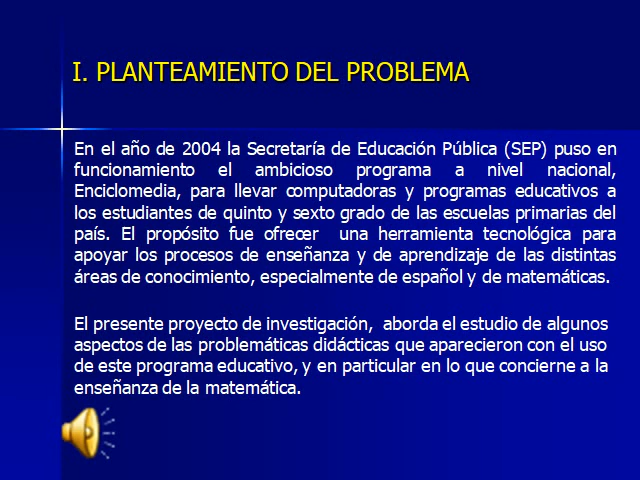 I. PLANTEAMIENTO DEL PROBLEMA
En el año de 2004 la Secretaría de Educación Pública (SEP) puso en
funcionamiento el ambicioso programa a nivel nacional,
Enciclomedia, para llevar computadoras y programas educativos a
los estudiantes de quinto y sexto grado de las escuelas primarias del
país. El propósito fue ofrecer una herramienta tecnológica para
apoyar los procesos de enseñanza y de aprendizaje de las distintas
áreas de conocimiento, especialmente de español y de matemáticas.
El presente proyecto de investigación, aborda el estudio de algunos
aspectos de las problemáticas didácticas que aparecieron con el uso
de este programa educativo, y en particular en lo que concierne a la
enseñanza de la matemática.